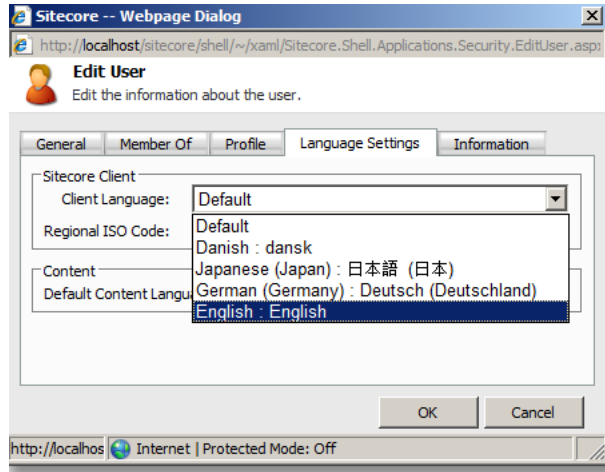 Sitecore -- Webpage Dialog
http://localhost/sitecore/shell/~/xaml/Sitecore.Shell.Applications.Security.EditUser.asp
Edit User
Edit the information about the user.
General Member Of Profile Language Settings Information
Sitecore Client
Client Language: Default
Default
Regional ISO Code:
Danish : dansk
Japanese (Japan) : 日本語 (日本)
Content
Default Content Langu
German (Germany) : Deutsch (Deutschland)
English : English
OK Cancel
http://localhos Internet | Protected Mode: Off